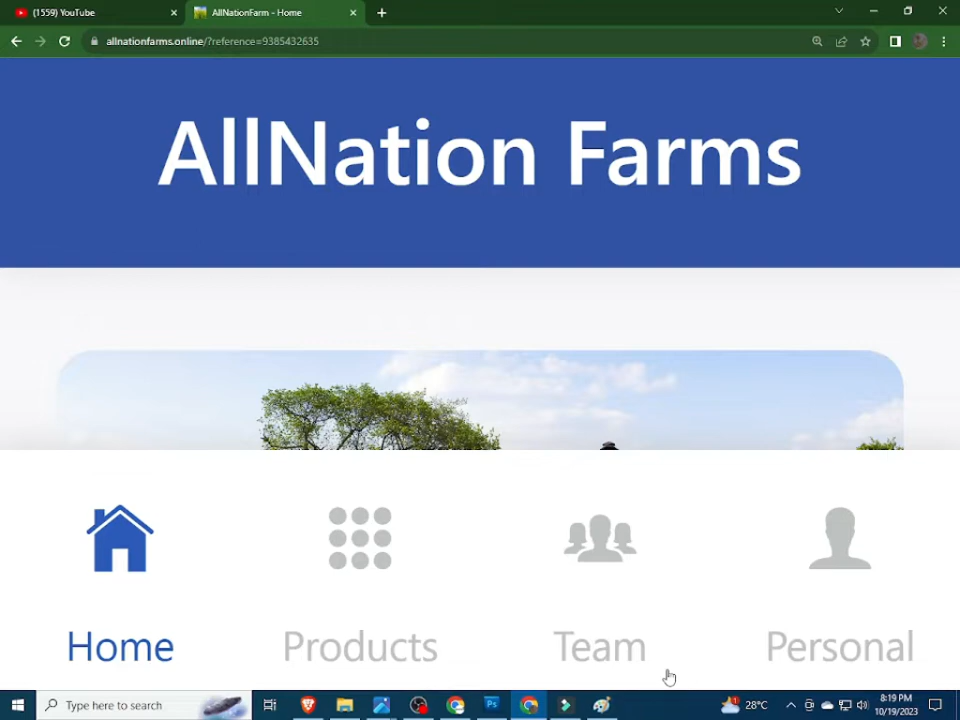 (1559) YouTube
AllNationFarm - Home
allnationfarms.online/?reference=9385432635
AllNation Farms
Home
Products
Team
Personal
Type here to search
Ps
28°C
8:19 PM
10/19/2023